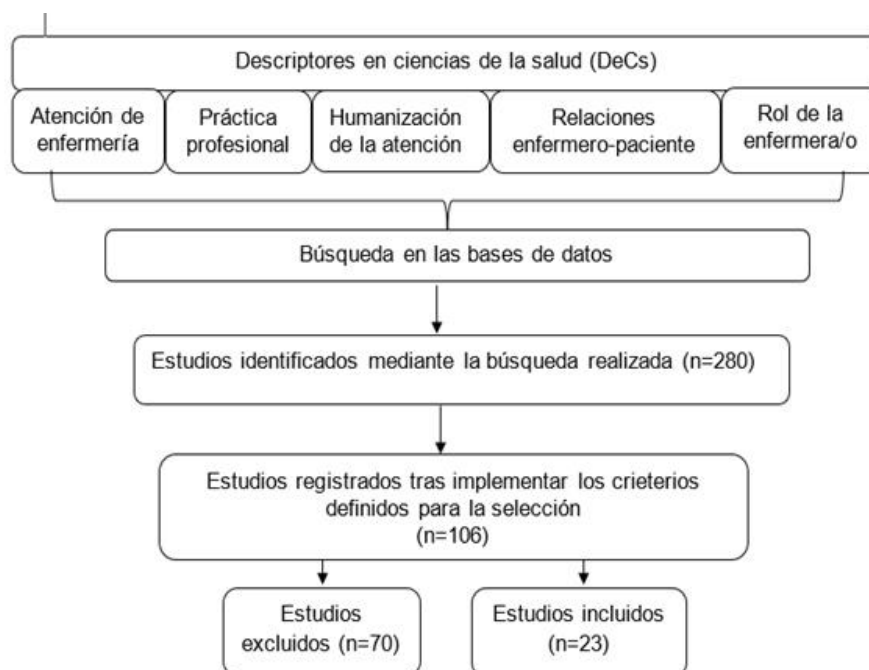 Descriptores en ciencias de la salud (DeCs)
Atención de
enfermería
Práctica
profesional
Humanización
de la atención
Relaciones
enfermero-paciente
Rol de la
enfermera/o
Búsqueda en las bases de datos
Estudios identificados mediante la búsqueda realizada (n=280)
Estudios registrados tras implementar los crieterios
definidos para la selección
(n=106)
Estudios
excluidos (n=70)
Estudios incluidos
(n=23)